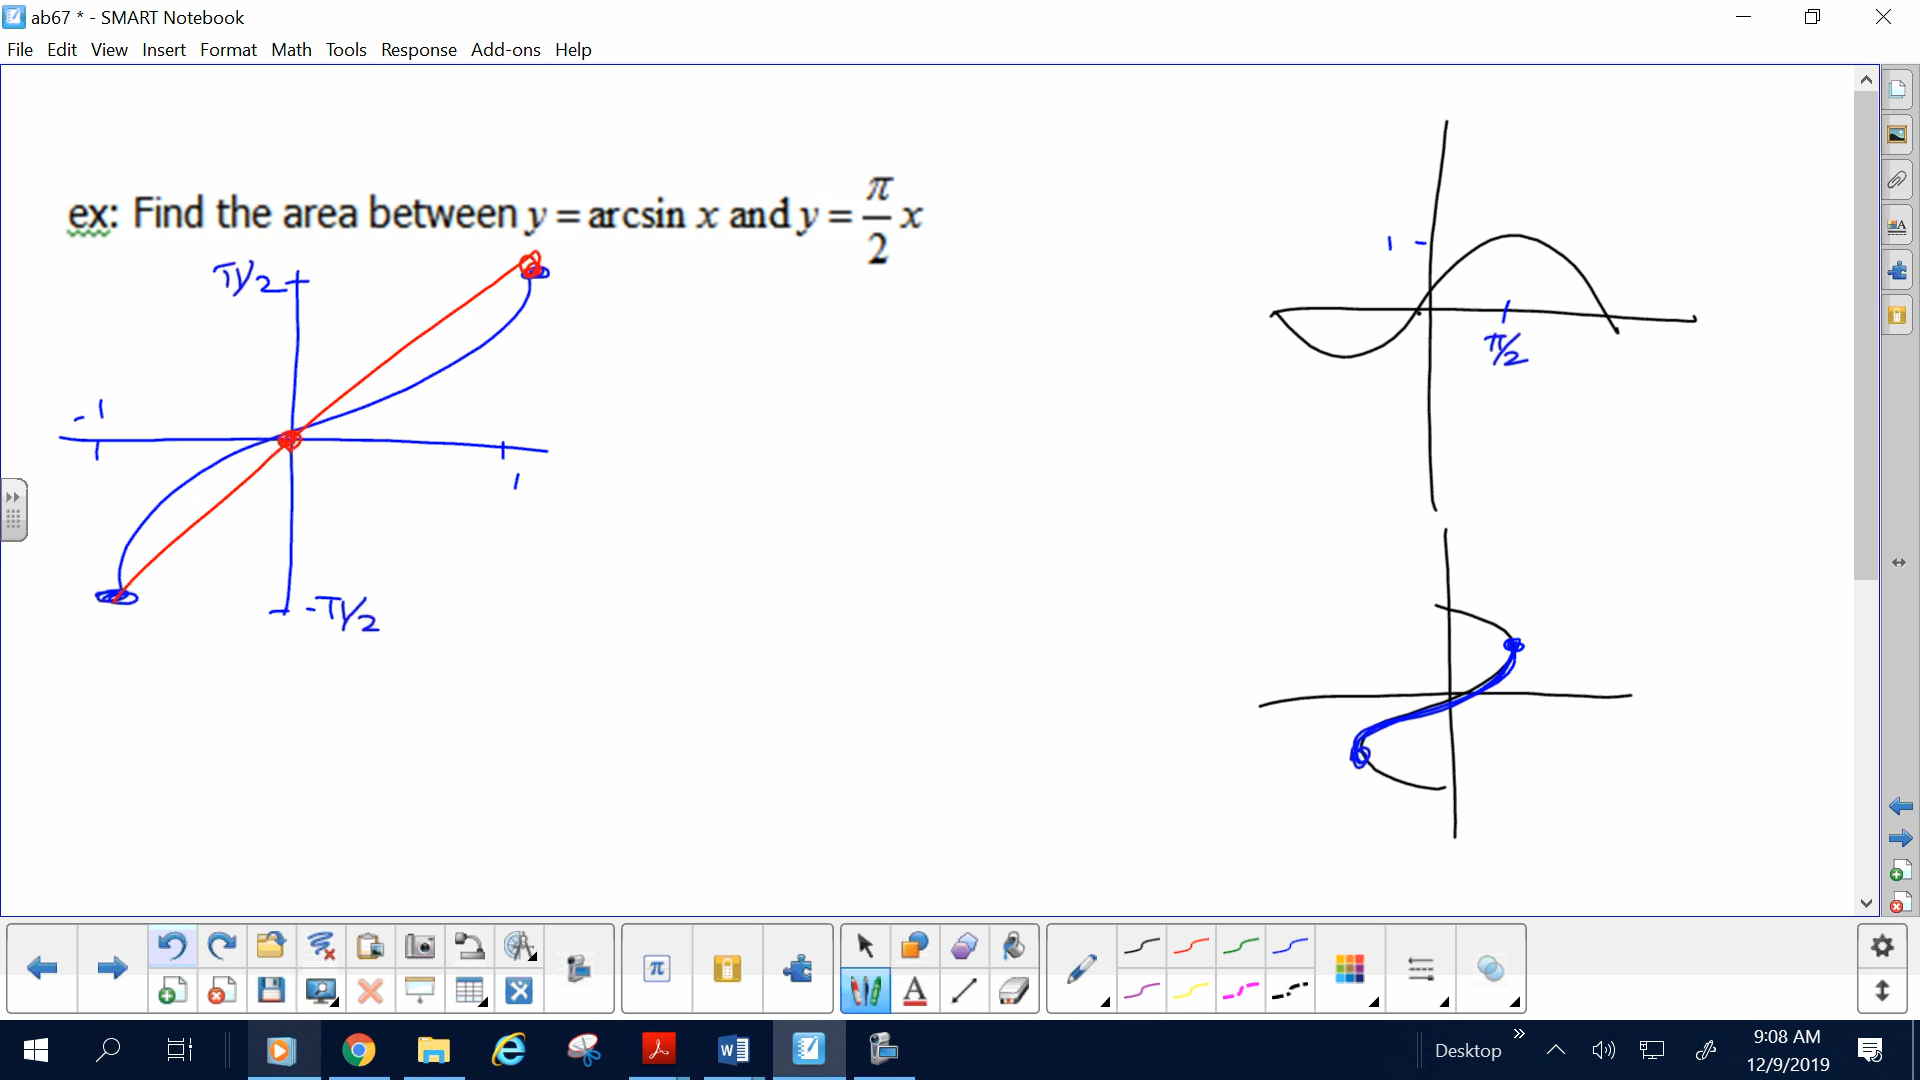 ab67 * - SMART Notebook
File Edit View Insert Format Math Tools Response Add-ons Help
ex: Find the area between y = arcsin x and y = π/2 x
π/2
-1
1
-π/2
1
π/2
π
A
Desktop
9:08 AM
12/9/2019